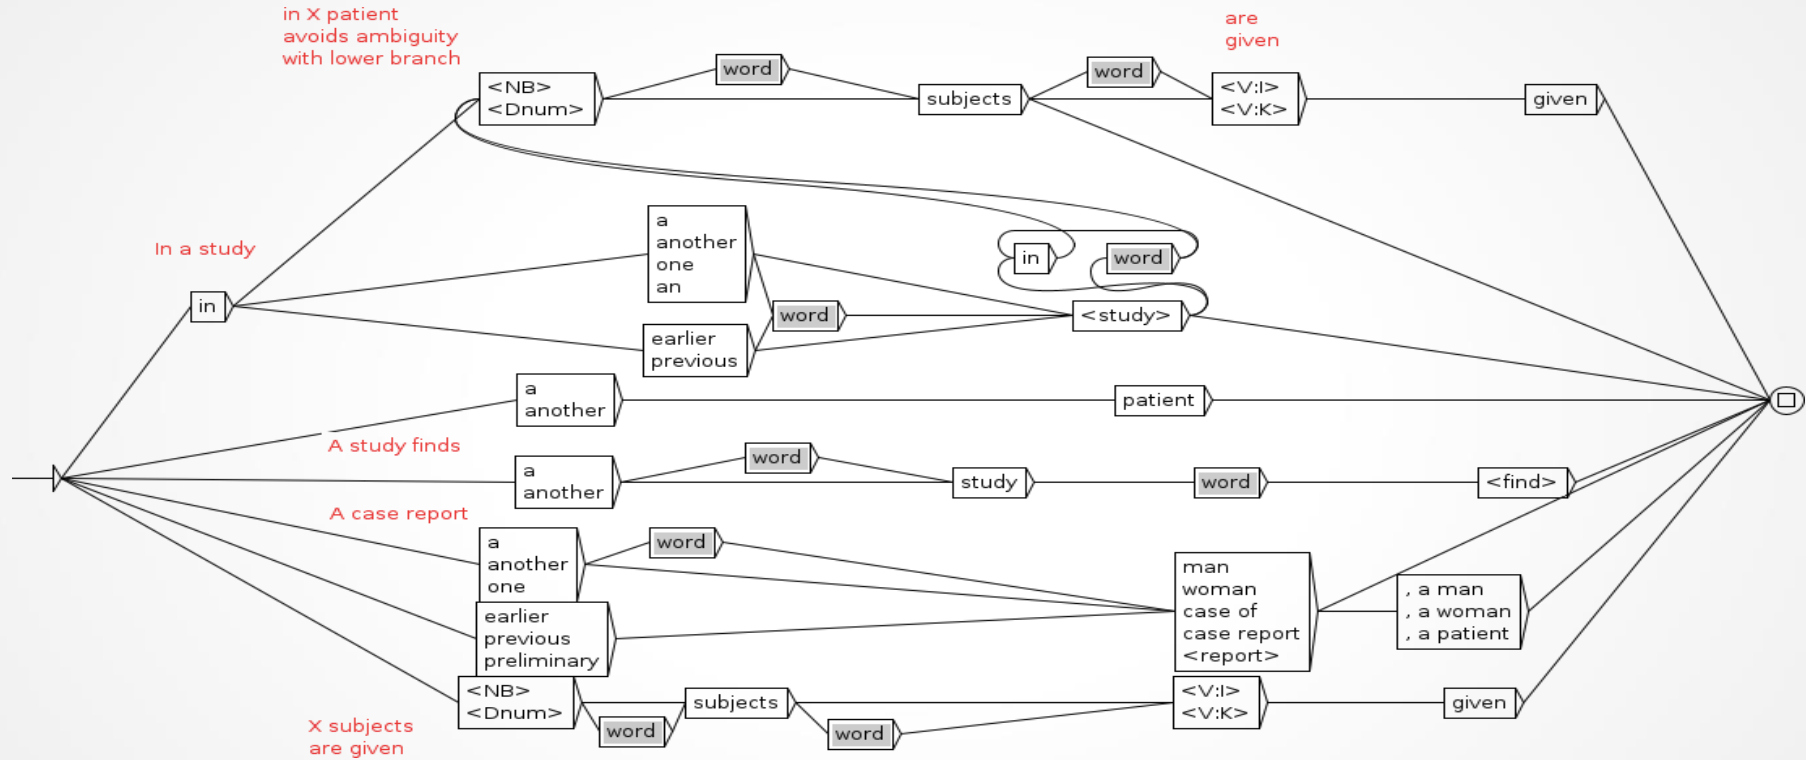 in X patient
avoids ambiguity
with lower branch
are
given
<NB>
<Dnum>
word
subjects
word
<V:I>
<V:K>
given
In a study
in
a
another
one
an
earlier
previous
word
in
word
<study>
a
another
patient
A study finds
a
another
word
study
word
<find>
A case report
a
another
one
word
earlier
previous
preliminary
man
woman
case of
case report
<report>
, a man
, a woman
, a patient
X subjects
are given
<NB>
<Dnum>
word
subjects
word
<V:I>
<V:K>
given